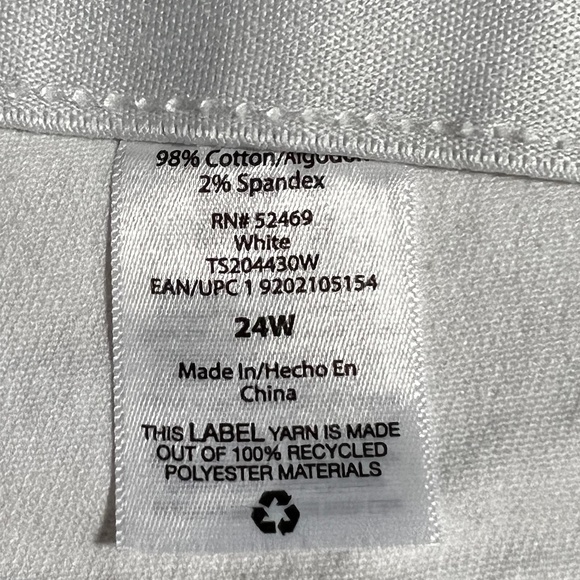 98% Cotton/Algodon
2% Spandex
RN# 52469
White
TS204430W
EAN/UPC 1 9202105154
24W
Made In/Hecho En
China
THIS LABEL YARN IS MADE
OUT OF 100% RECYCLED
POLYESTER MATERIALS